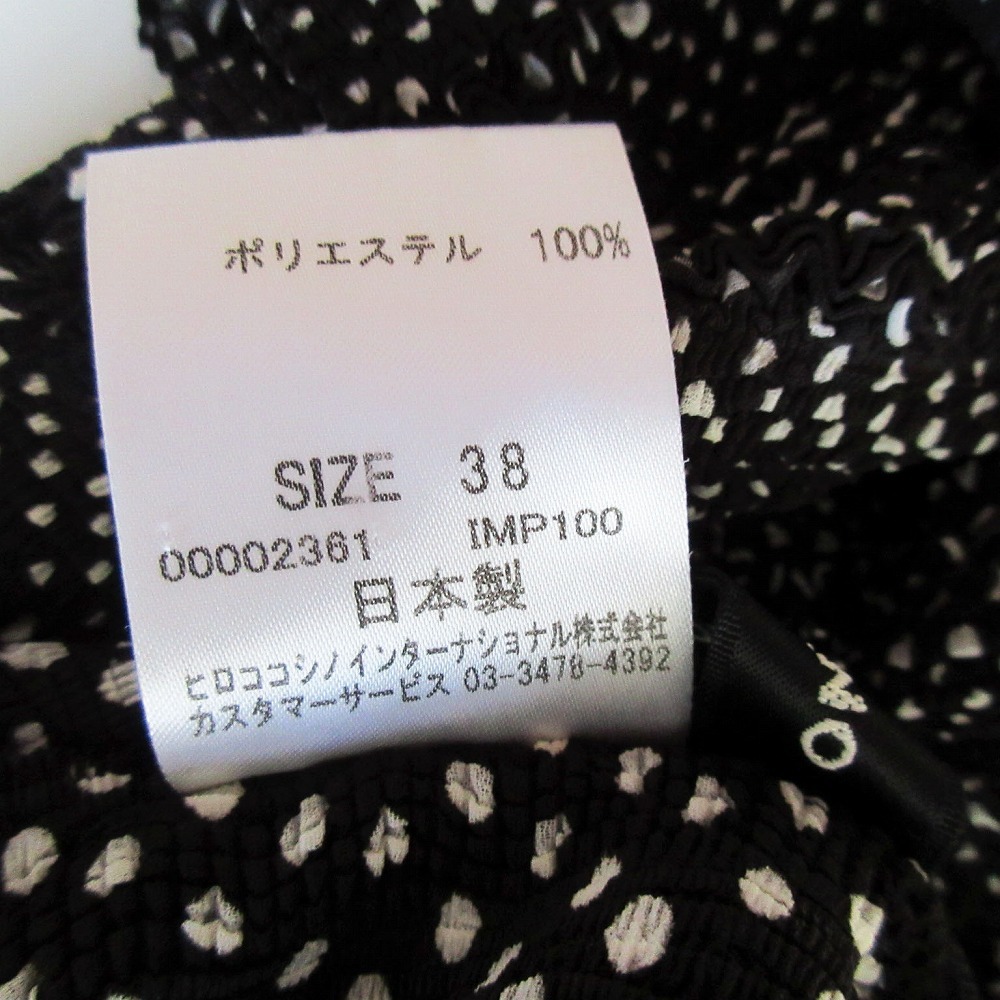 ポリエステル 100%
SIZE 38
00002361 IMP100
日本製
ヒロココシノインターナショナル株式会社
カスタマーサービス 03-3478-4392